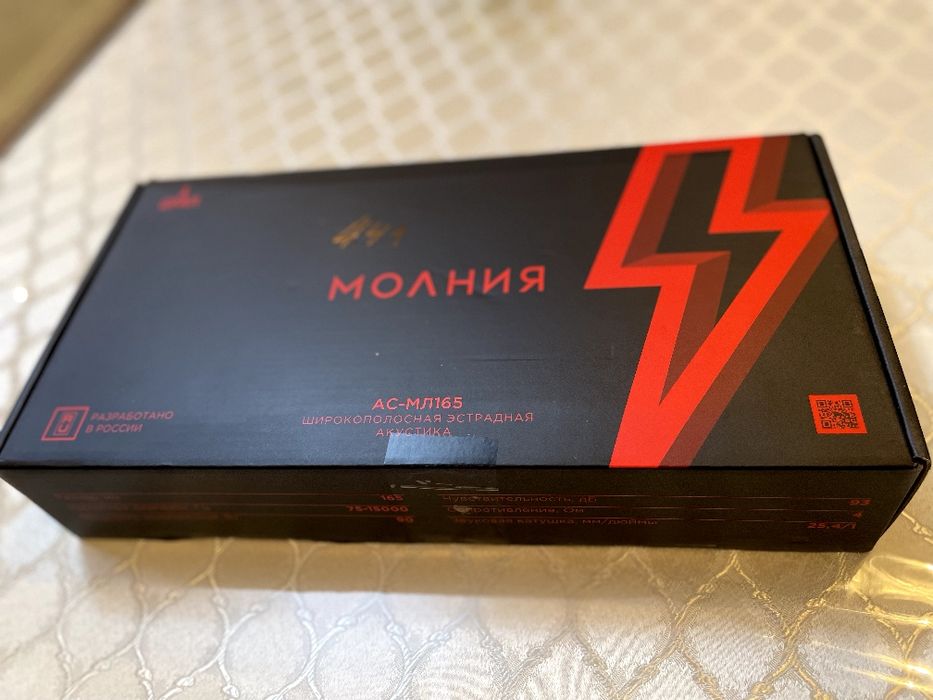 МОЛНИЯ
АС-МЛ165
ШИРОКОПОЛОСНАЯ ЭСТРАДНАЯ
АКУСТИКА
РАЗРАБОТАНО
В РОССИИ
165
75-15000
90
Чувствительность, дБ 93
Сопротивление, Ом 4
Звуковая катушка, мм/дюймы 25,4/1